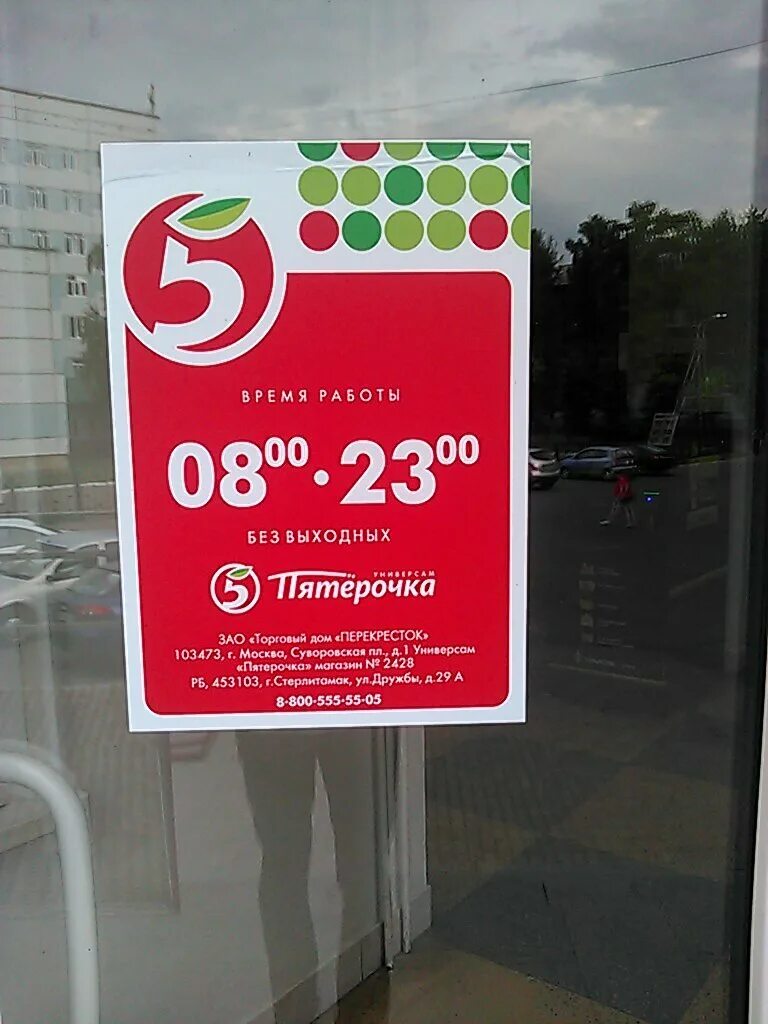 5
ВРЕМЯ РАБОТЫ
08⁰⁰ · 23⁰⁰
БЕЗ ВЫХОДНЫХ
УНИВЕРСАМ
5 Пятёрочка
ЗАО «Торговый дом «ПЕРЕКРЕСТОК»
103473, г. Москва, Суворовская пл., д.1 Универсам
«Пятерочка» магазин № 2428
РБ, 453103, г.Стерлитамак, ул.Дружбы, д.29 А
8-800-555-55-05